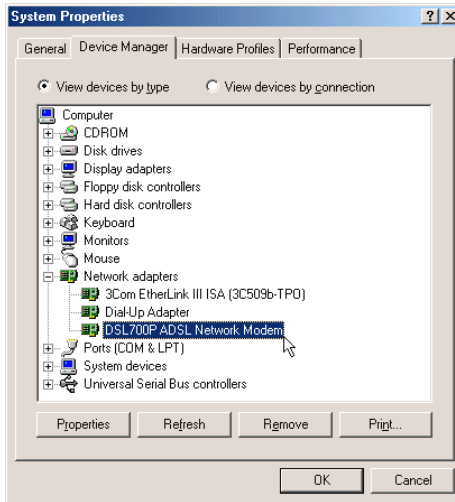 System Properties
General Device Manager Hardware Profiles Performance
View devices by type View devices by connection
Computer
CDROM
Disk drives
Display adapters
Floppy disk controllers
Hard disk controllers
Keyboard
Monitors
Mouse
Network adapters
3Com EtherLink III ISA (3C509b-TPO)
Dial-Up Adapter
DSL700P ADSL Network Modem
Ports (COM & LPT)
System devices
Universal Serial Bus controllers
Properties Refresh Remove Print...
OK Cancel